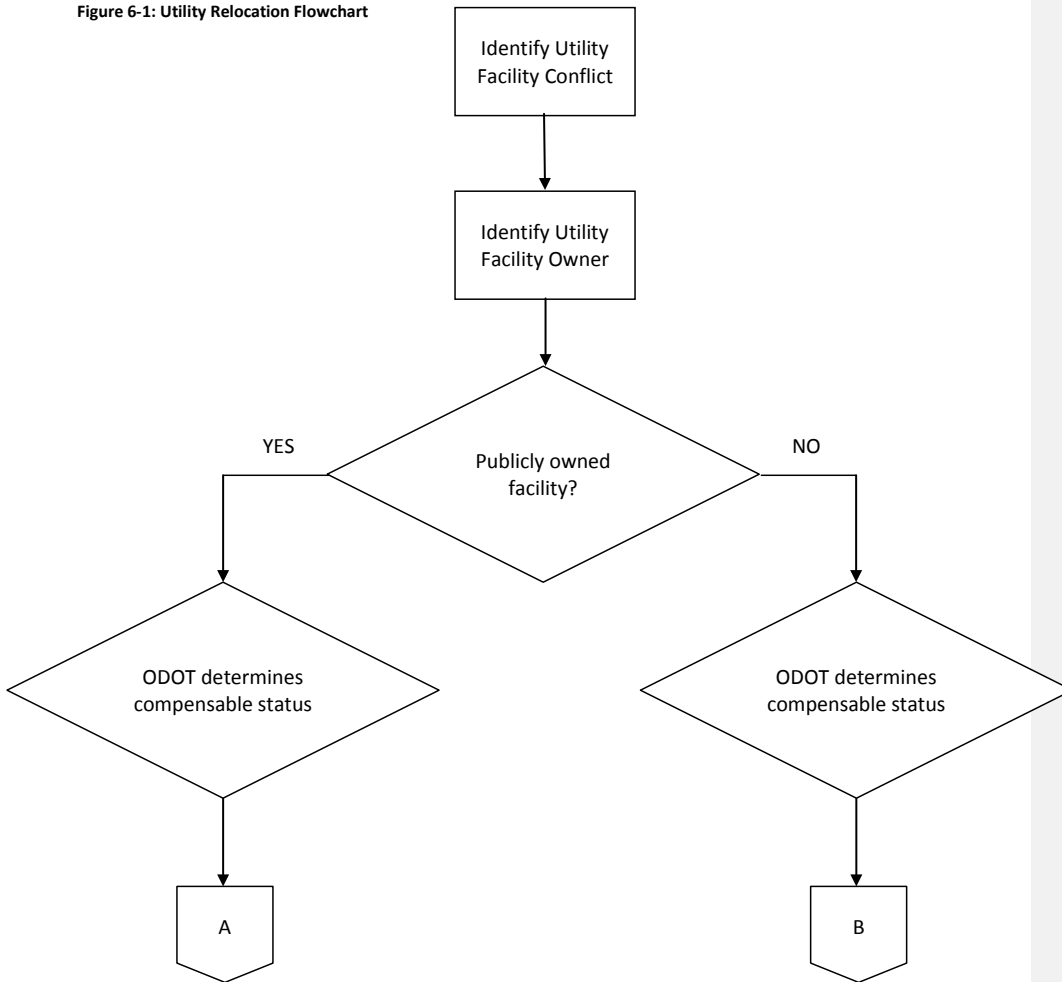 Figure 6-1: Utility Relocation Flowchart
Identify Utility
Facility Conflict
Identify Utility
Facility Owner
YES
NO
Publicly owned
facility?
ODOT determines
compensable status
ODOT determines
compensable status
A
B